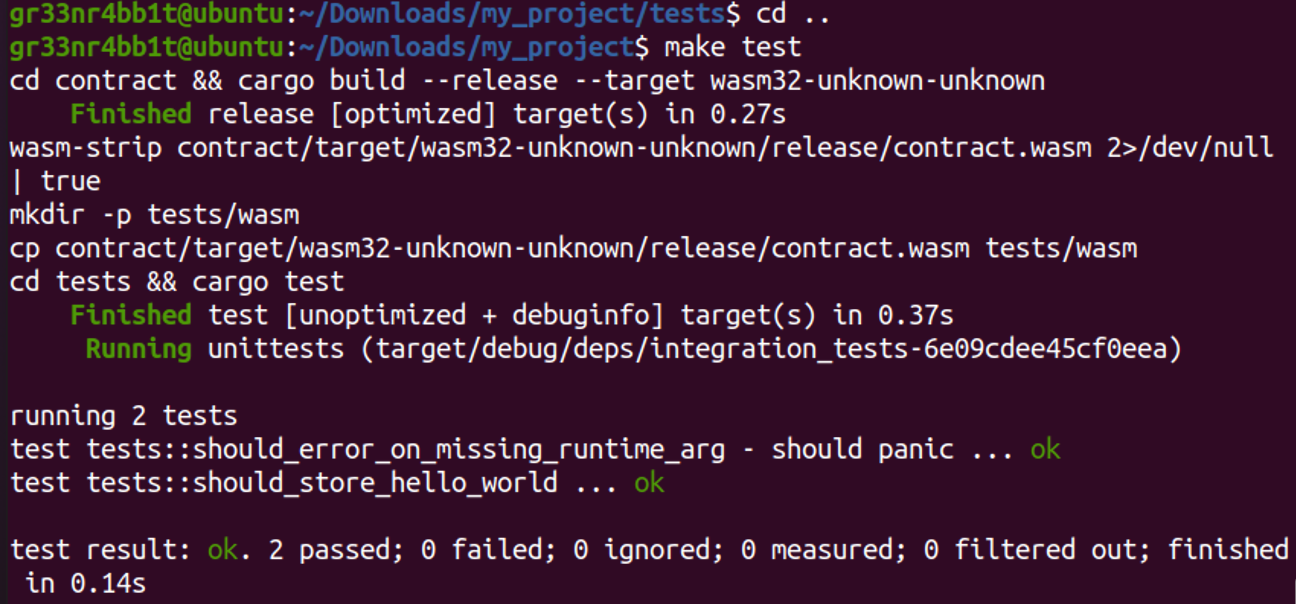 gr33nr4bb1t@ubuntu:~/Downloads/my_project/tests$ cd ..
gr33nr4bb1t@ubuntu:~/Downloads/my_project$ make test
cd contract && cargo build --release --target wasm32-unknown-unknown
    Finished release [optimized] target(s) in 0.27s
wasm-strip contract/target/wasm32-unknown-unknown/release/contract.wasm 2>/dev/null
| true
mkdir -p tests/wasm
cp contract/target/wasm32-unknown-unknown/release/contract.wasm tests/wasm
cd tests && cargo test
    Finished test [unoptimized + debuginfo] target(s) in 0.37s
     Running unittests (target/debug/deps/integration_tests-6e09cdee45cf0eea)

running 2 tests
test tests::should_error_on_missing_runtime_arg - should panic ... ok
test tests::should_store_hello_world ... ok

test result: ok. 2 passed; 0 failed; 0 ignored; 0 measured; 0 filtered out; finished
 in 0.14s